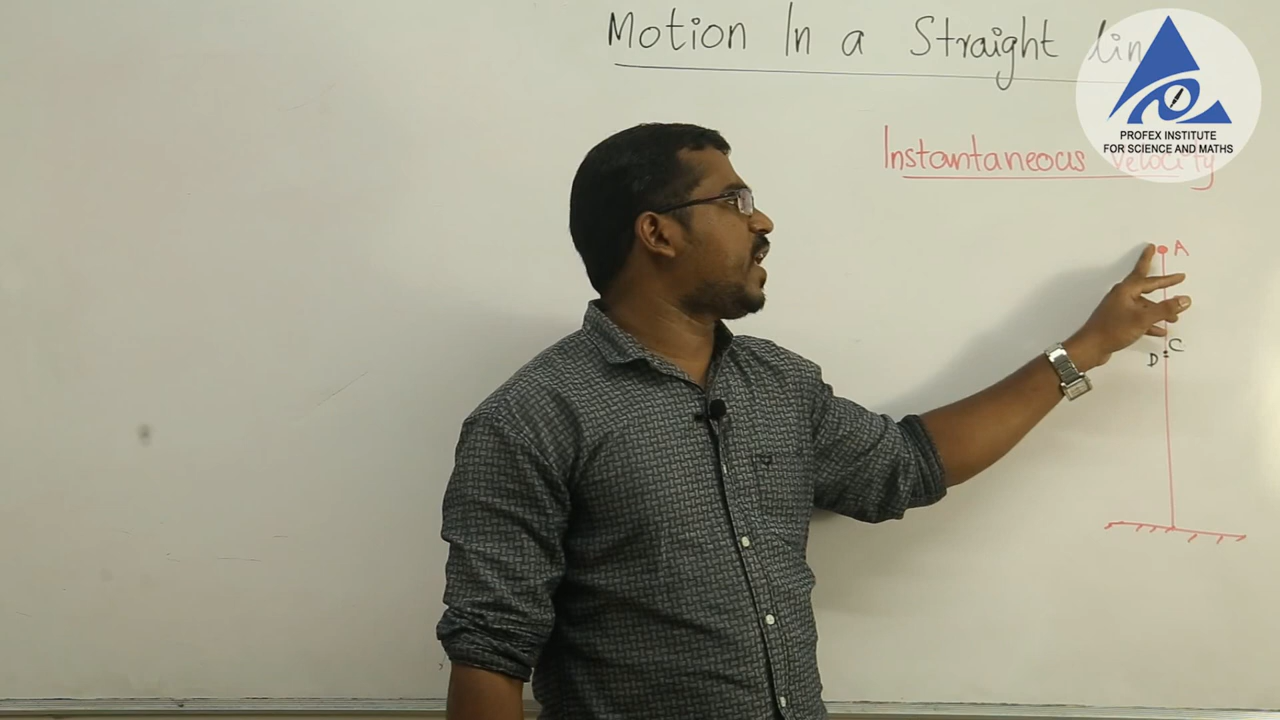 Motion In a Straight lin
PROFEX INSTITUTE
FOR SCIENCE AND MATHS
Instantaneous Velocity
A
C
D